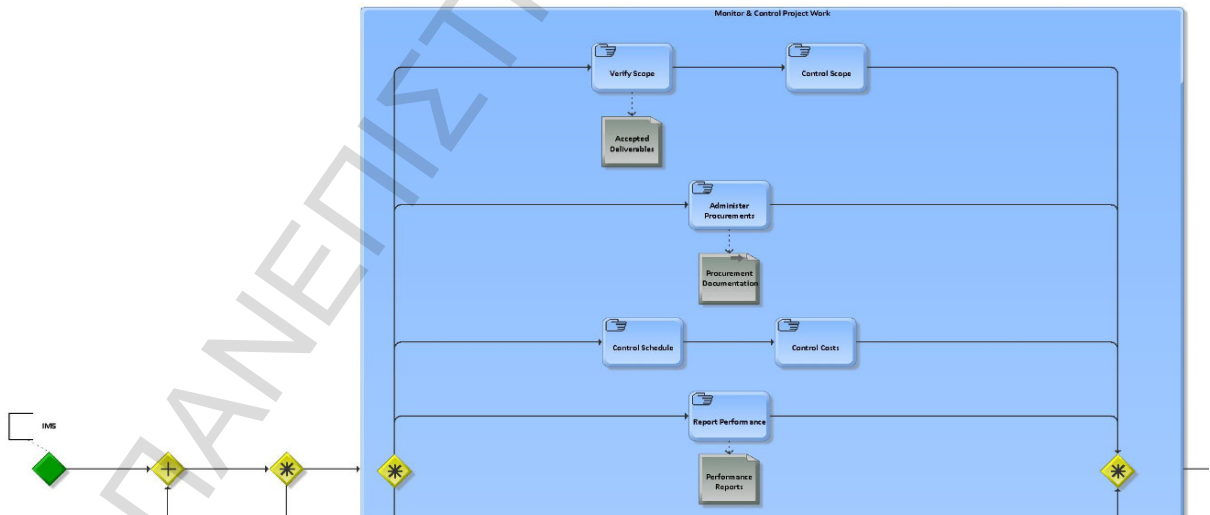 Monitor & Control Project Work
Verify Scope
Control Scope
Accepted
Deliverables
Administer
Procurements
Procurement
Documentation
Control Schedule
Control Costs
IMS
Report Performance
Performance
Reports
ΠΑΝΕΠΙΣΤ